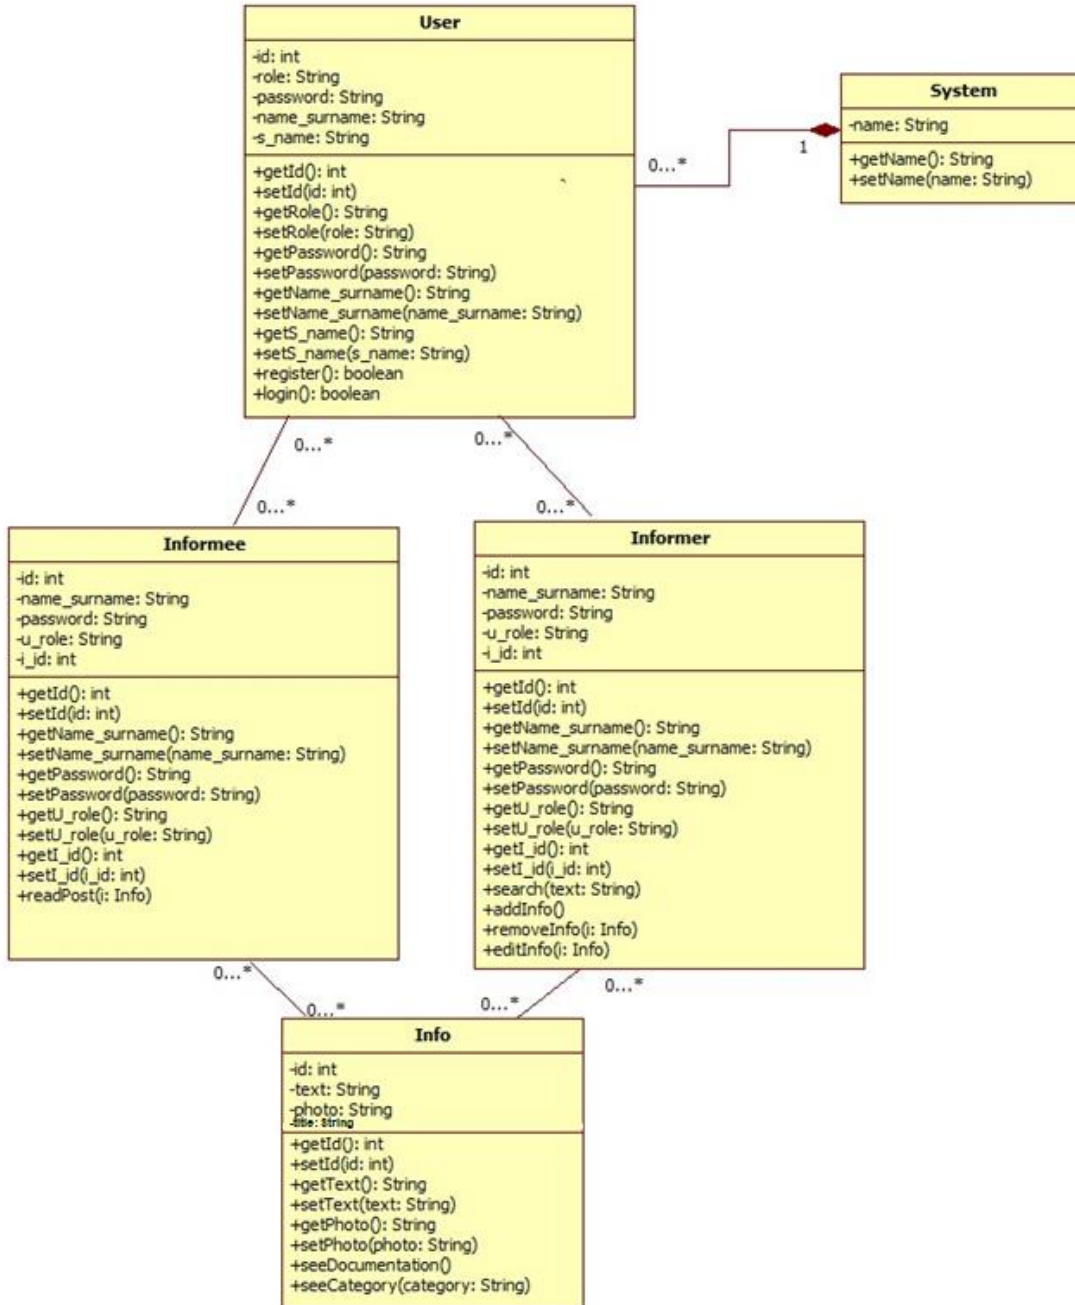 User
-id: int
-role: String
-password: String
-name_surname: String
-s_name: String
+getId(): int
+setId(id: int)
+getRole(): String
+setRole(role: String)
+getPassword(): String
+setPassword(password: String)
+getName_surname(): String
+setName_surname(name_surname: String)
+getS_name(): String
+setS_name(s_name: String)
+register(): boolean
+login(): boolean
System
-name: String
+getName(): String
+setName(name: String)
0...*
1
0...*
0...*
0...*
0...*
Informee
-id: int
-name_surname: String
-password: String
-u_role: String
-i_id: int
+getId(): int
+setId(id: int)
+getName_surname(): String
+setName_surname(name_surname: String)
+getPassword(): String
+setPassword(password: String)
+getU_role(): String
+setU_role(u_role: String)
+getI_id(): int
+setI_id(i_id: int)
+readPost(i: Info)
Informer
-id: int
-name_surname: String
-password: String
-u_role: String
-i_id: int
+getId(): int
+setId(id: int)
+getName_surname(): String
+setName_surname(name_surname: String)
+getPassword(): String
+setPassword(password: String)
+getU_role(): String
+setU_role(u_role: String)
+getI_id(): int
+setI_id(i_id: int)
+search(text: String)
+addInfo()
+removeInfo(i: Info)
+editInfo(i: Info)
0...*
0...*
0...*
0...*
Info
-id: int
-text: String
-photo: String
-title: String
+getId(): int
+setId(id: int)
+getText(): String
+setText(text: String)
+getPhoto(): String
+setPhoto(photo: String)
+seeDocumentation()
+seeCategory(category: String)